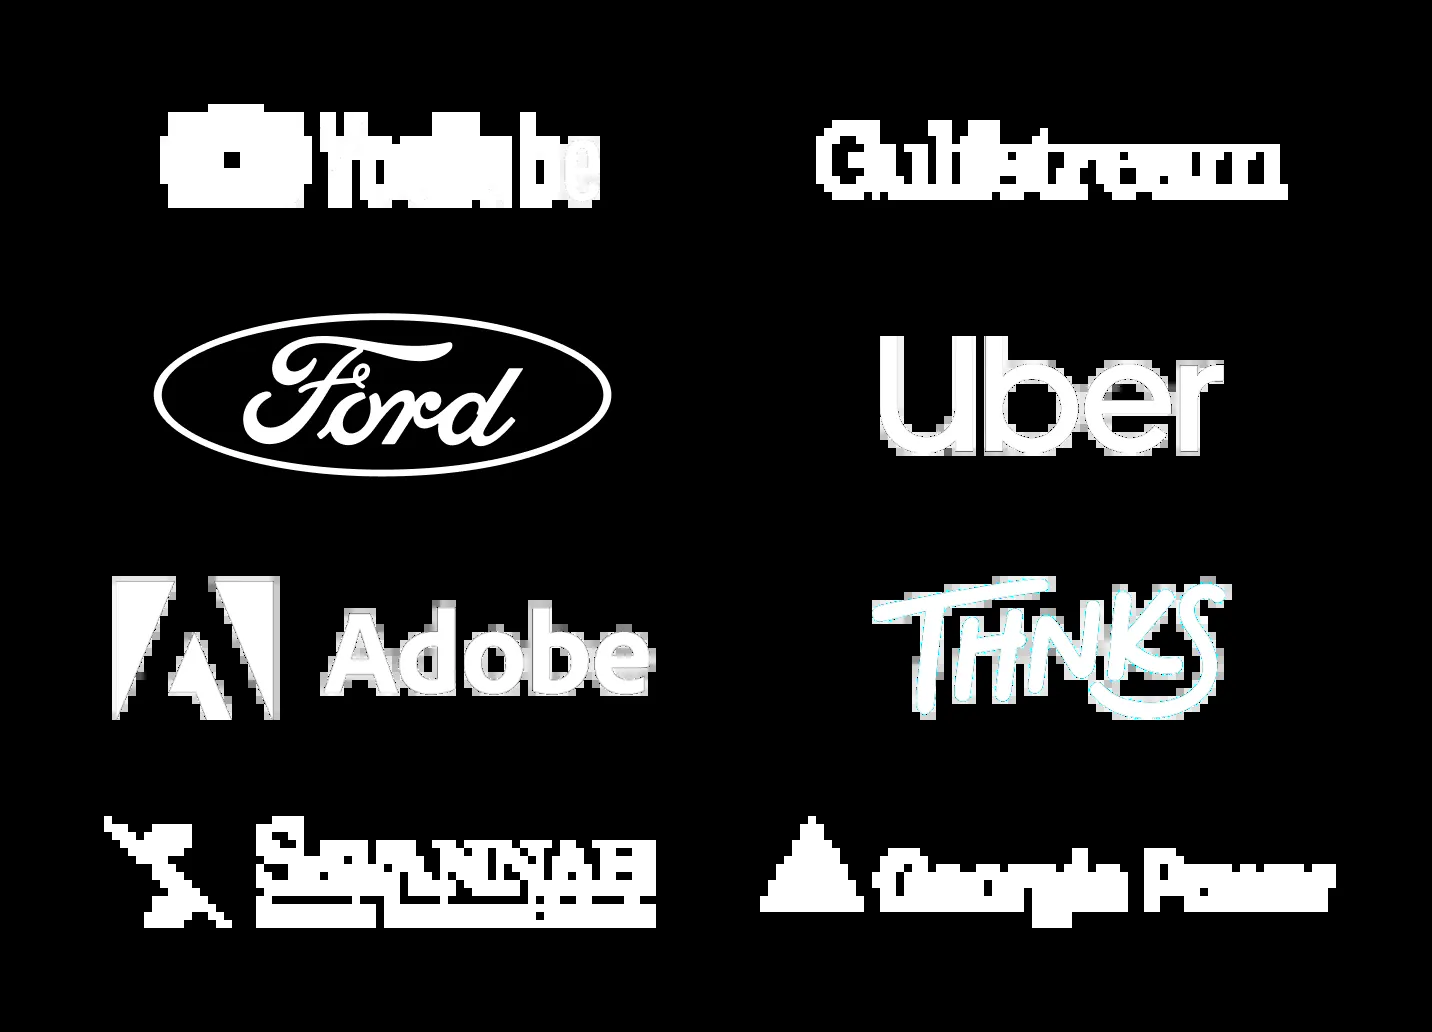 YouTube
Gulfstream
Ford
Uber
Adobe
THNKS
SAVANNAH
Georgia Power